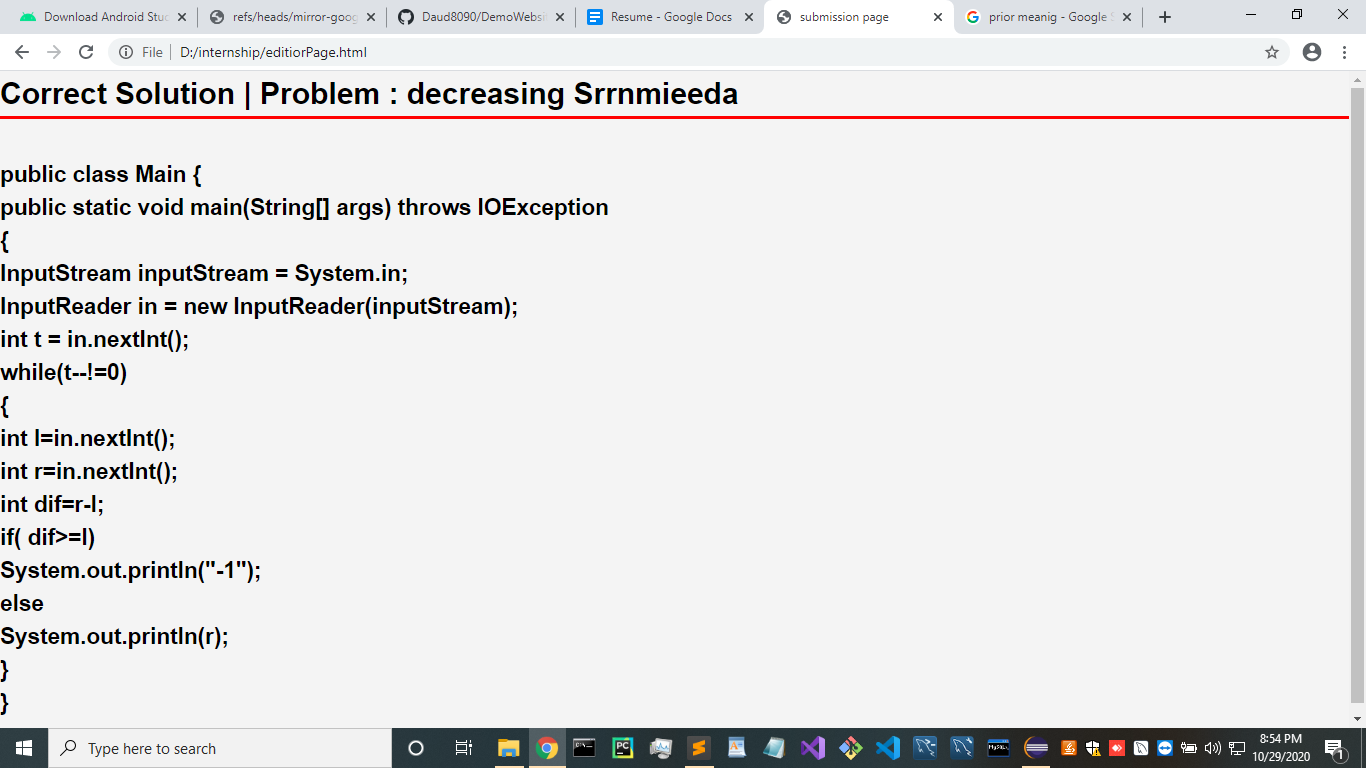 Download Android Stuc
refs/heads/mirror-goog
Daud8090/DemoWebsi
Resume - Google Docs
submission page
prior meanig - Google S
File | D:/internship/editiorPage.html
Correct Solution | Problem : decreasing Srrnmieeda
public class Main {
public static void main(String[] args) throws IOException
{
InputStream inputStream = System.in;
InputReader in = new InputReader(inputStream);
int t = in.nextInt();
while(t--!=0)
{
int l=in.nextInt();
int r=in.nextInt();
int dif=r-l;
if( dif>=l)
System.out.println("-1");
else
System.out.println(r);
}
}
Type here to search
8:54 PM
10/29/2020
1